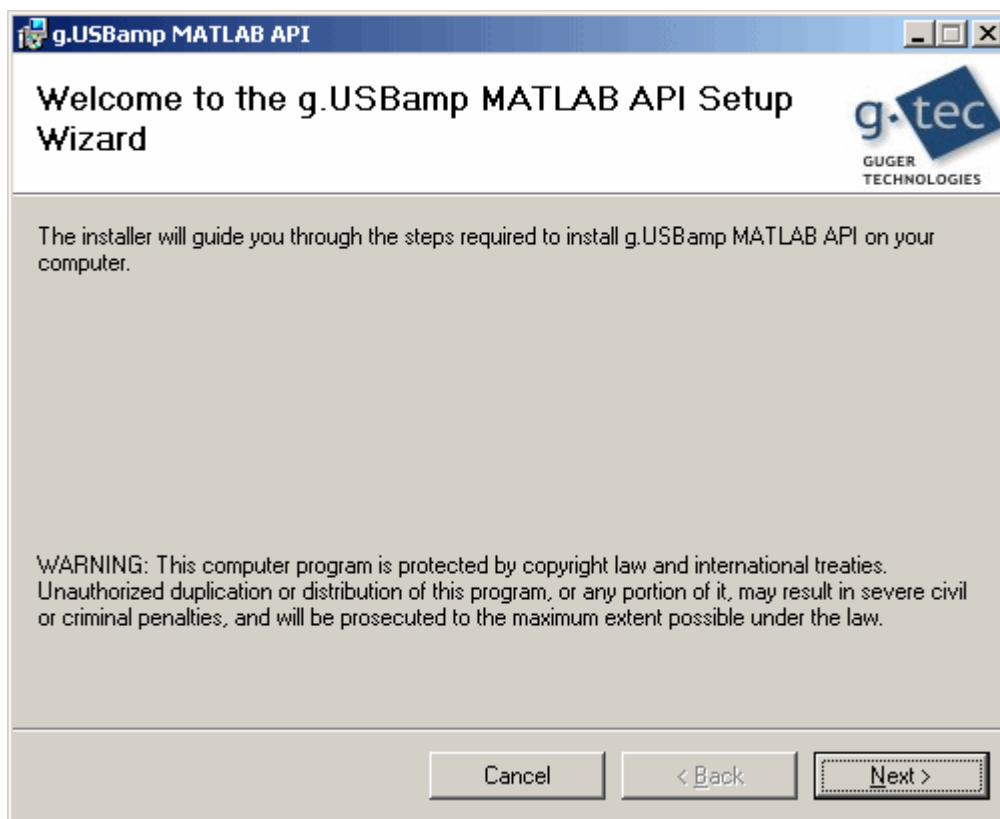 g.USBamp MATLAB API
Welcome to the g.USBamp MATLAB API Setup
Wizard
g.tec
GUGER
TECHNOLOGIES
The installer will guide you through the steps required to install g.USBamp MATLAB API on your
computer.
WARNING: This computer program is protected by copyright law and international treaties.
Unauthorized duplication or distribution of this program, or any portion of it, may result in severe civil
or criminal penalties, and will be prosecuted to the maximum extent possible under the law.
Cancel
< Back
Next >